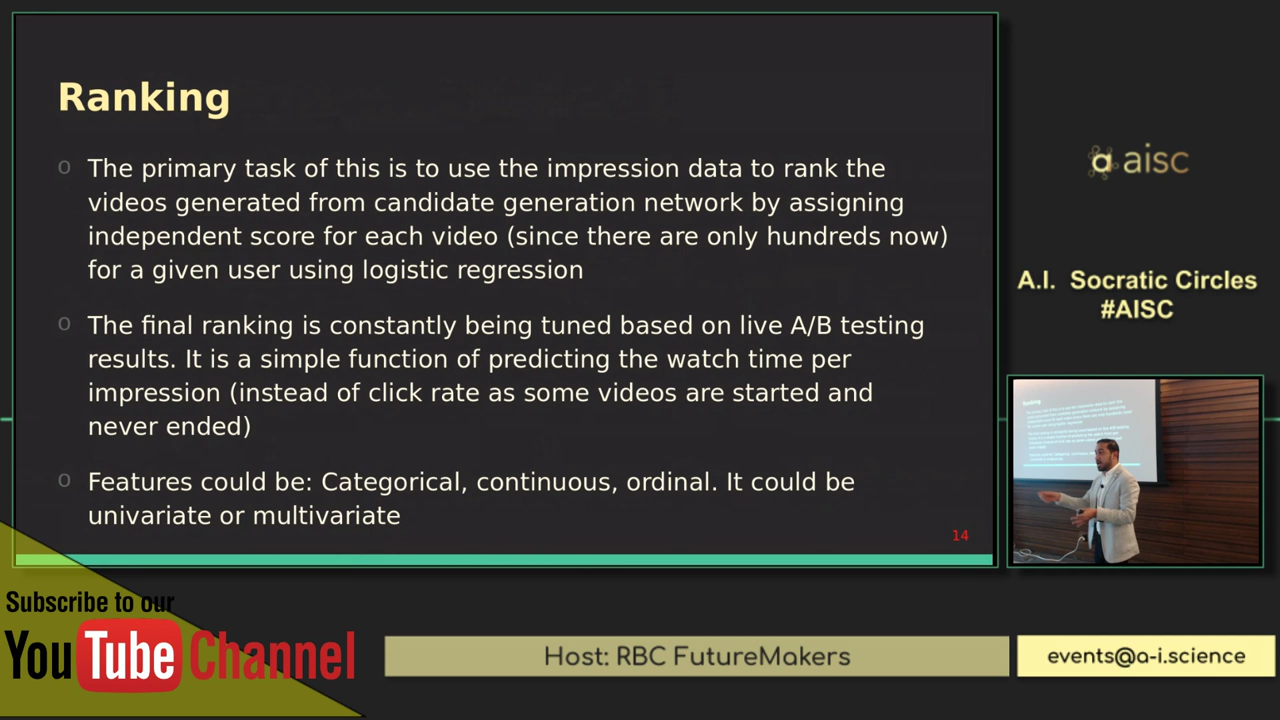 Ranking
o The primary task of this is to use the impression data to rank the
videos generated from candidate generation network by assigning
independent score for each video (since there are only hundreds now)
for a given user using logistic regression
o The final ranking is constantly being tuned based on live A/B testing
results. It is a simple function of predicting the watch time per
impression (instead of click rate as some videos are started and
never ended)
o Features could be: Categorical, continuous, ordinal. It could be
univariate or multivariate
14
aisc
A.I. Socratic Circles
#AISC
Ranking
Subscribe to our
YouTube Channel
Host: RBC FutureMakers
events@a-i.science